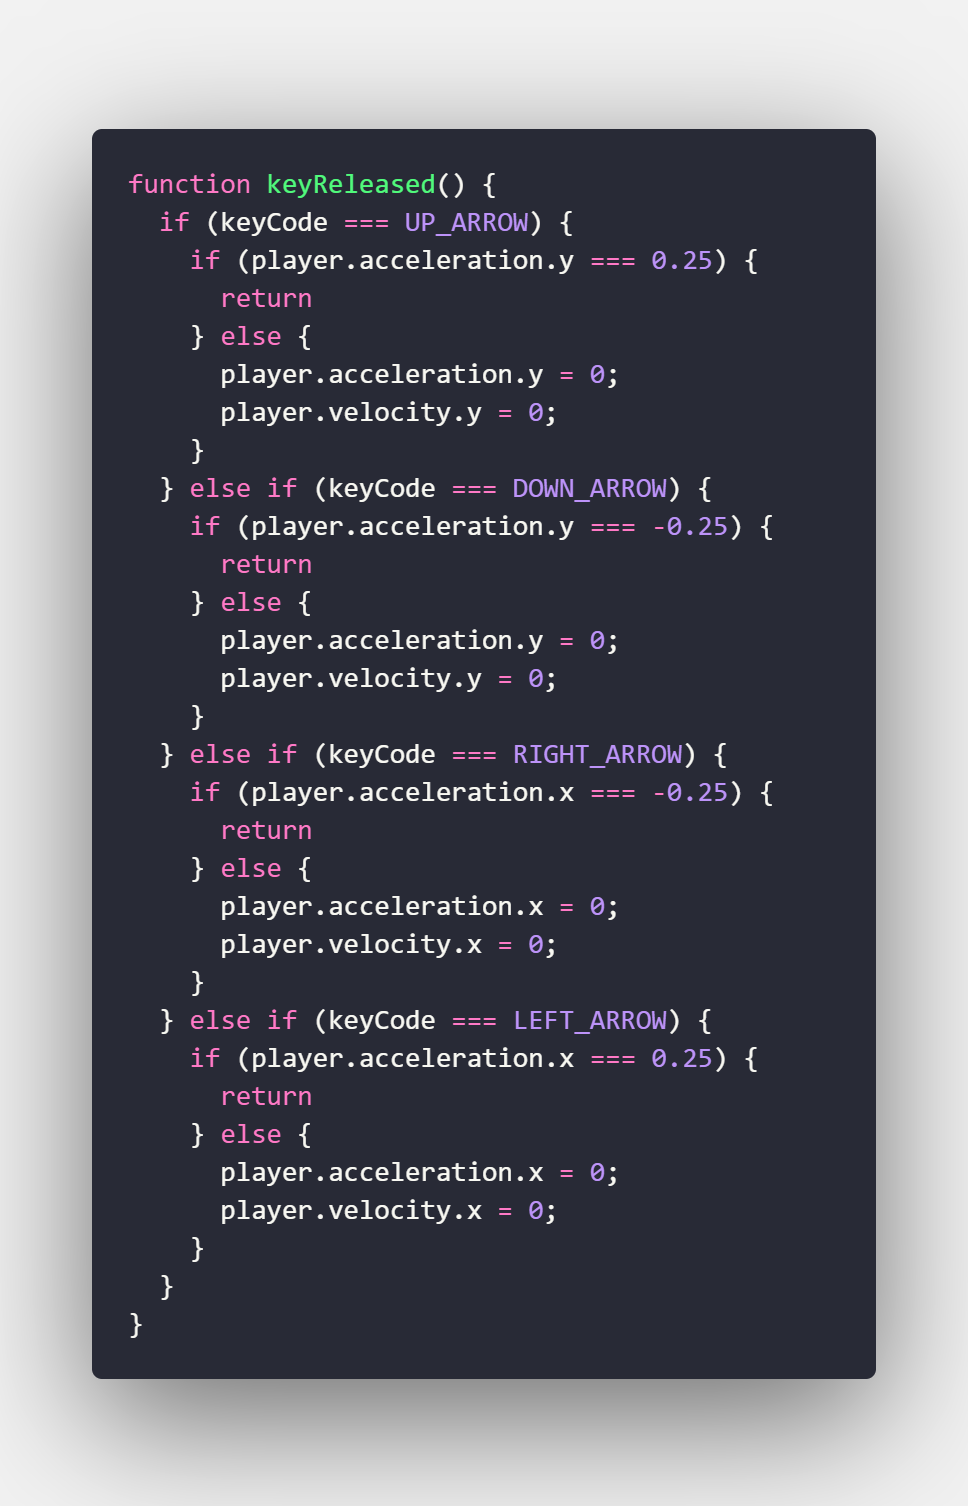 function keyReleased() {
  if (keyCode === UP_ARROW) {
    if (player.acceleration.y === 0.25) {
      return
    } else {
      player.acceleration.y = 0;
      player.velocity.y = 0;
    }
  } else if (keyCode === DOWN_ARROW) {
    if (player.acceleration.y === -0.25) {
      return
    } else {
      player.acceleration.y = 0;
      player.velocity.y = 0;
    }
  } else if (keyCode === RIGHT_ARROW) {
    if (player.acceleration.x === -0.25) {
      return
    } else {
      player.acceleration.x = 0;
      player.velocity.x = 0;
    }
  } else if (keyCode === LEFT_ARROW) {
    if (player.acceleration.x === 0.25) {
      return
    } else {
      player.acceleration.x = 0;
      player.velocity.x = 0;
    }
  }
}